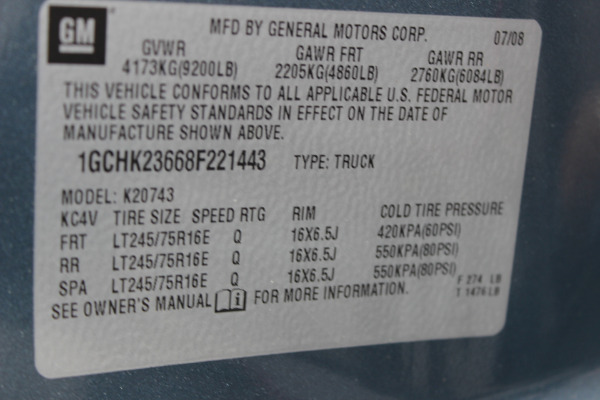 GM
MFD BY GENERAL MOTORS CORP. 07/08
GVWR GAWR FRT GAWR RR
4173KG(9200LB) 2205KG(4860LB) 2760KG(6084LB)
THIS VEHICLE CONFORMS TO ALL APPLICABLE U.S. FEDERAL MOTOR
VEHICLE SAFETY STANDARDS IN EFFECT ON THE DATE OF
MANUFACTURE SHOWN ABOVE.
1GCHK23668F221443 TYPE: TRUCK
MODEL: K20743
KC4V TIRE SIZE SPEED RTG RIM COLD TIRE PRESSURE
FRT LT245/75R16E Q 16X6.5J 420KPA(60PSI)
RR LT245/75R16E Q 16X6.5J 550KPA(80PSI)
SPA LT245/75R16E Q 16X6.5J 550KPA(80PSI)
F 274 LB
T 1476 LB
SEE OWNER'S MANUAL i FOR MORE INFORMATION.